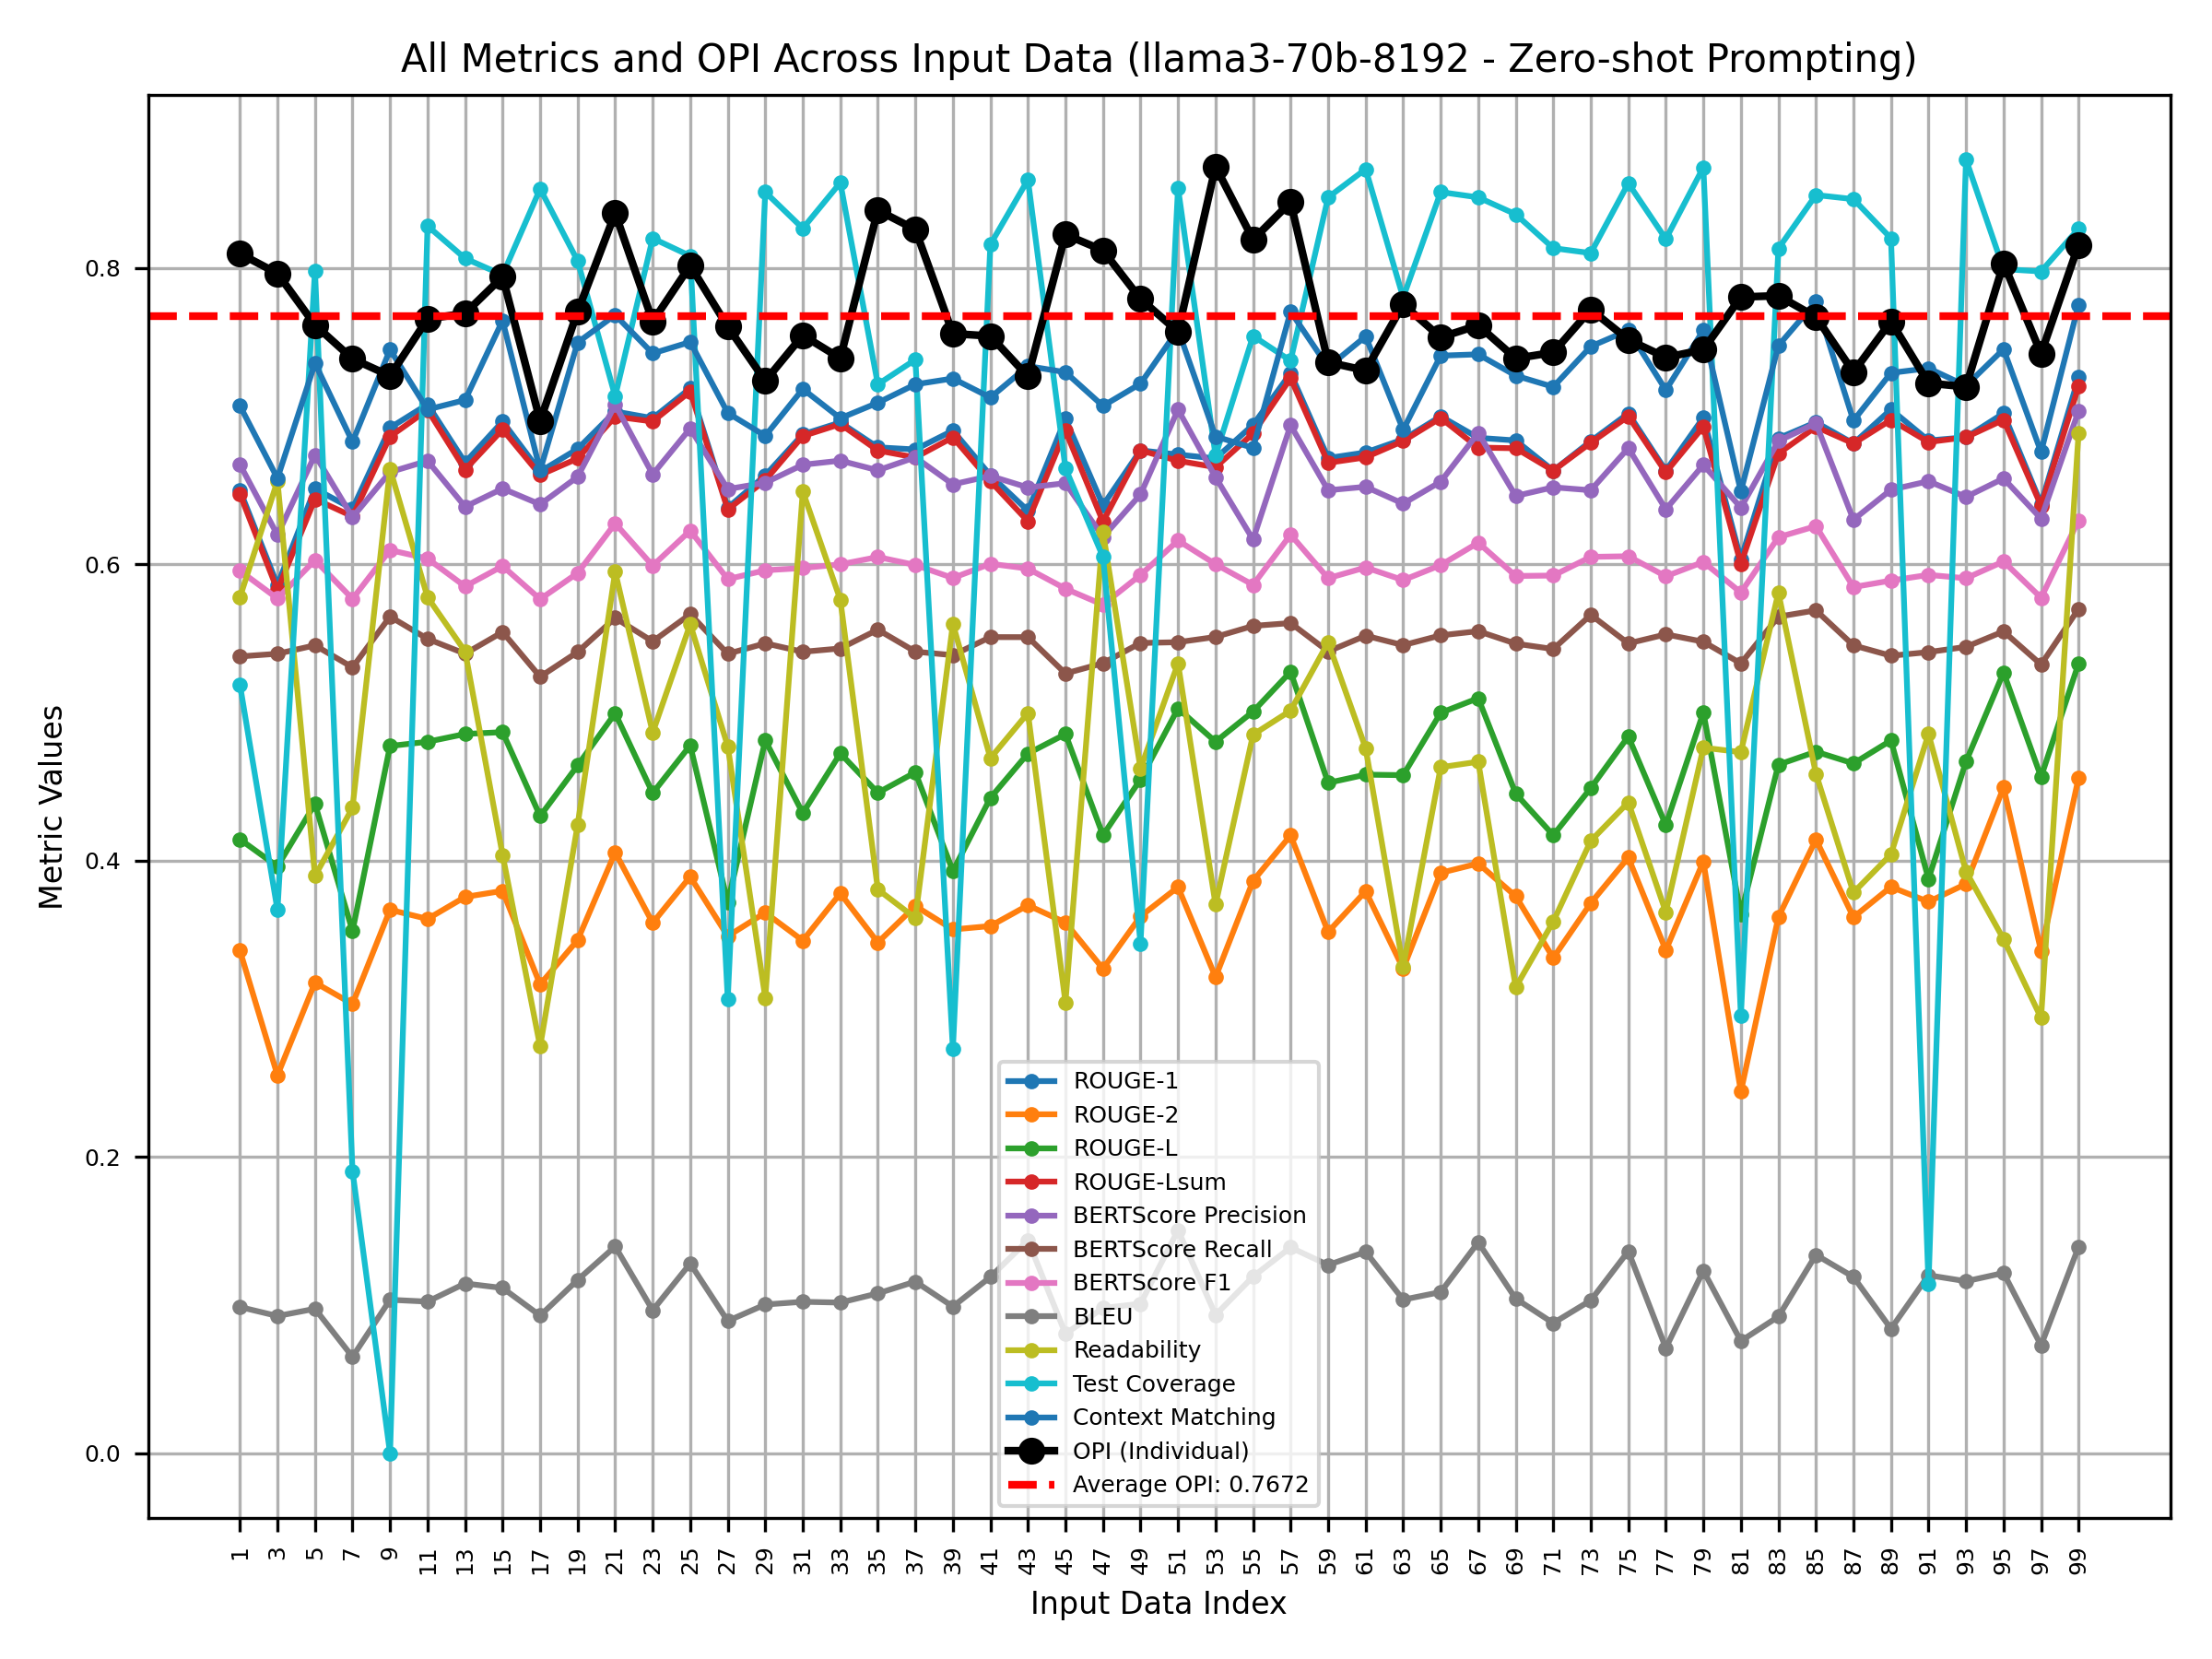 All Metrics and OPI Across Input Data (llama3-70b-8192 - Zero-shot Prompting)
Metric Values
0.8
0.6
0.4
0.2
0.0
ROUGE-1
ROUGE-2
ROUGE-L
ROUGE-Lsum
BERTScore Precision
BERTScore Recall
BERTScore F1
BLEU
Readability
Test Coverage
Context Matching
OPI (Individual)
Average OPI: 0.7672
1 3 5 7 9 11 13 15 17 19 21 23 25 27 29 31 33 35 37 39 41 43 45 47 49 51 53 55 57 59 61 63 65 67 69 71 73 75 77 79 81 83 85 87 89 91 93 95 97 99
Input Data Index